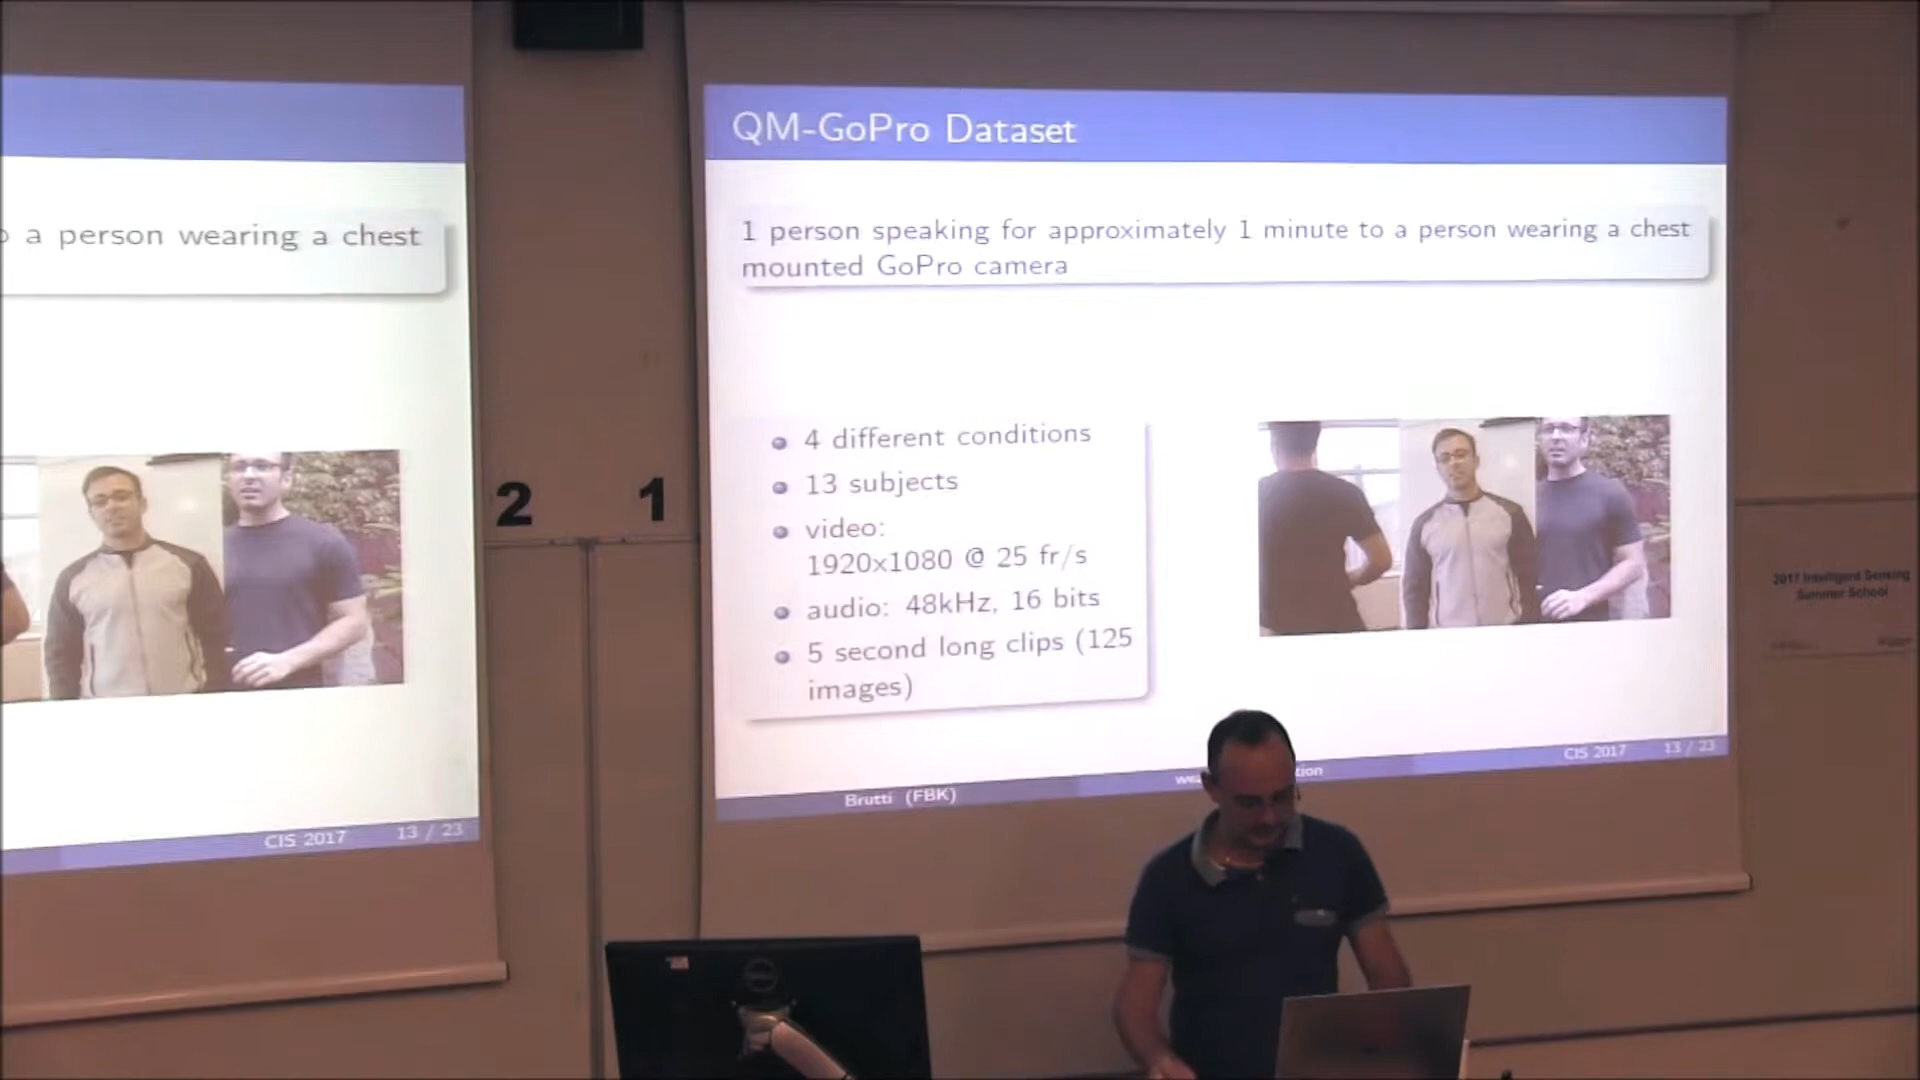 a person wearing a chest
CIS 2017 13 / 23
2 1
QM-GoPro Dataset
1 person speaking for approximately 1 minute to a person wearing a chest
mounted GoPro camera
4 different conditions
13 subjects
video:
1920x1080 @ 25 fr/s
audio: 48kHz, 16 bits
5 second long clips (125
images)
Brutti (FBK)
CIS 2017 13 / 23
2017 Intelligent Sensing
Summer School